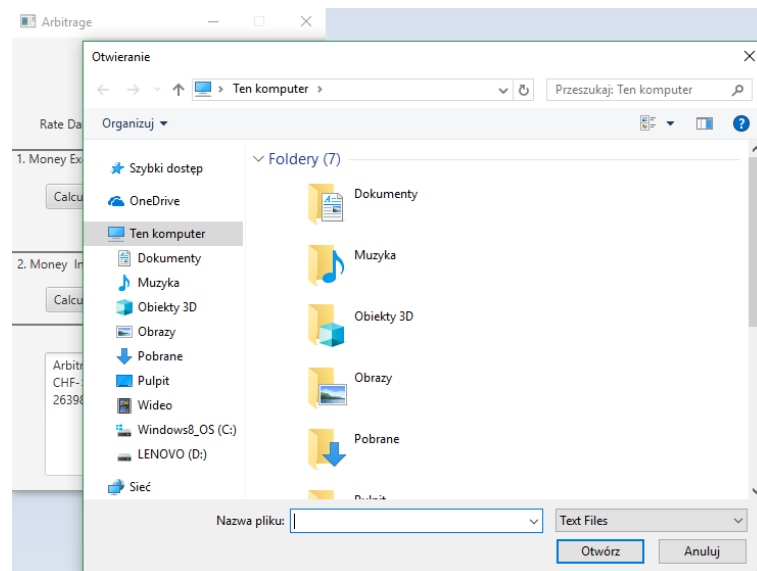 Arbitrage
Otwieranie
Ten komputer
Przeszukaj: Ten komputer
Rate Da
Organizuj
1. Money Ex
Calcu
2. Money In
Calcu
Arbitr
CHF-
26398
Szybki dostęp
OneDrive
Ten komputer
Dokumenty
Muzyka
Obiekty 3D
Obrazy
Pobrane
Pulpit
Wideo
Windows8_OS (C:)
LENOVO (D:)
Sieć
Foldery (7)
Dokumenty
Muzyka
Obiekty 3D
Obrazy
Pobrane
Pulpit
Nazwa pliku:
Text Files
Otwórz
Anuluj